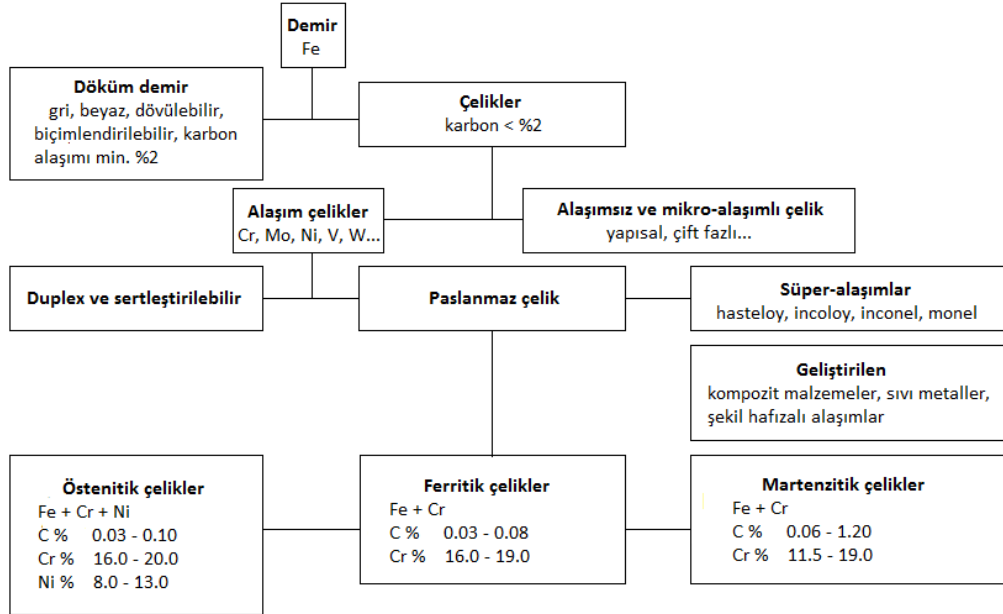 Demir
Fe
Döküm demir
gri, beyaz, dövülebilir,
biçimlendirilebilir, karbon
alaşımı min. %2
Çelikler
karbon < %2
Alaşım çelikler
Cr, Mo, Ni, V, W...
Alaşımsız ve mikro-alaşımlı çelik
yapısal, çift fazlı...
Duplex ve sertleştirilebilir
Paslanmaz çelik
Süper-alaşımlar
hasteloy, incoloy, inconel, monel
Geliştirilen
kompozit malzemeler, sıvı metaller,
şekil hafızalı alaşımlar
Östenitik çelikler
Fe + Cr + Ni
C % 0.03 - 0.10
Cr % 16.0 - 20.0
Ni % 8.0 - 13.0
Ferritik çelikler
Fe + Cr
C % 0.03 - 0.08
Cr % 16.0 - 19.0
Martenzitik çelikler
Fe + Cr
C % 0.06 - 1.20
Cr % 11.5 - 19.0